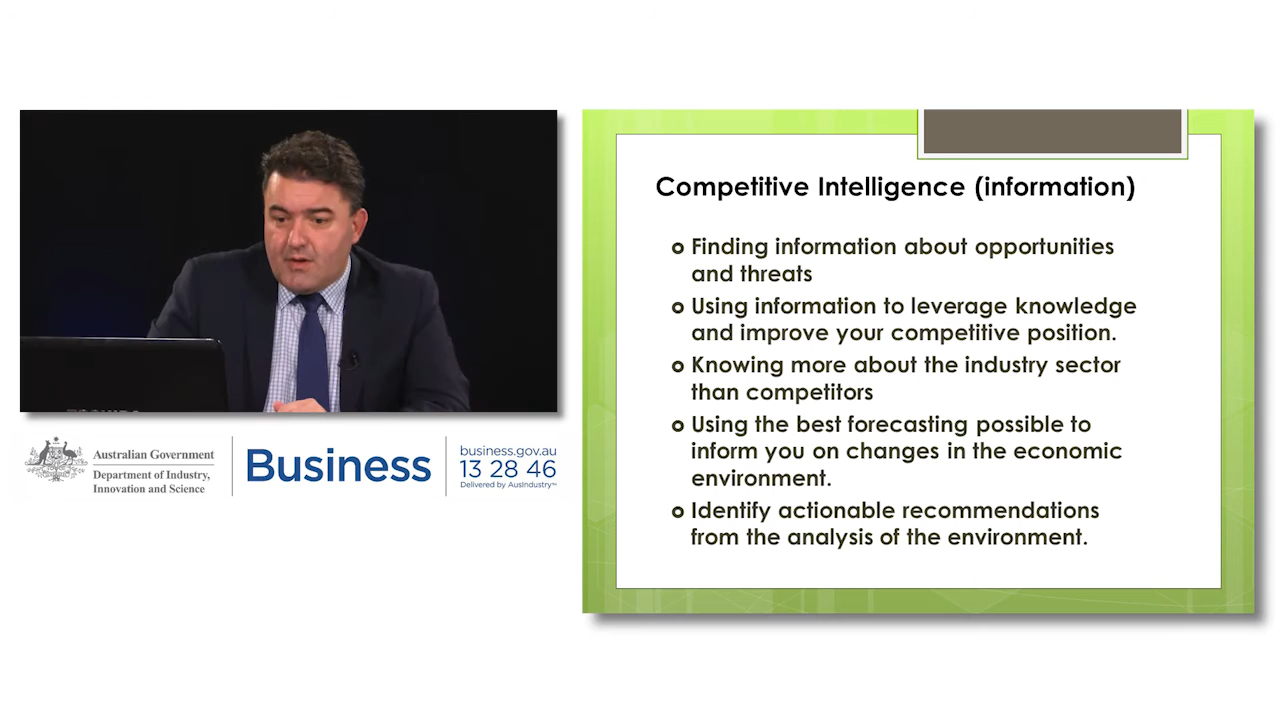 Australian Government
Department of Industry,
Innovation and Science
Business
business.gov.au
13 28 46
Delivered by AusIndustry™
Competitive Intelligence (information)
Finding information about opportunities
and threats
Using information to leverage knowledge
and improve your competitive position.
Knowing more about the industry sector
than competitors
Using the best forecasting possible to
inform you on changes in the economic
environment.
Identify actionable recommendations
from the analysis of the environment.